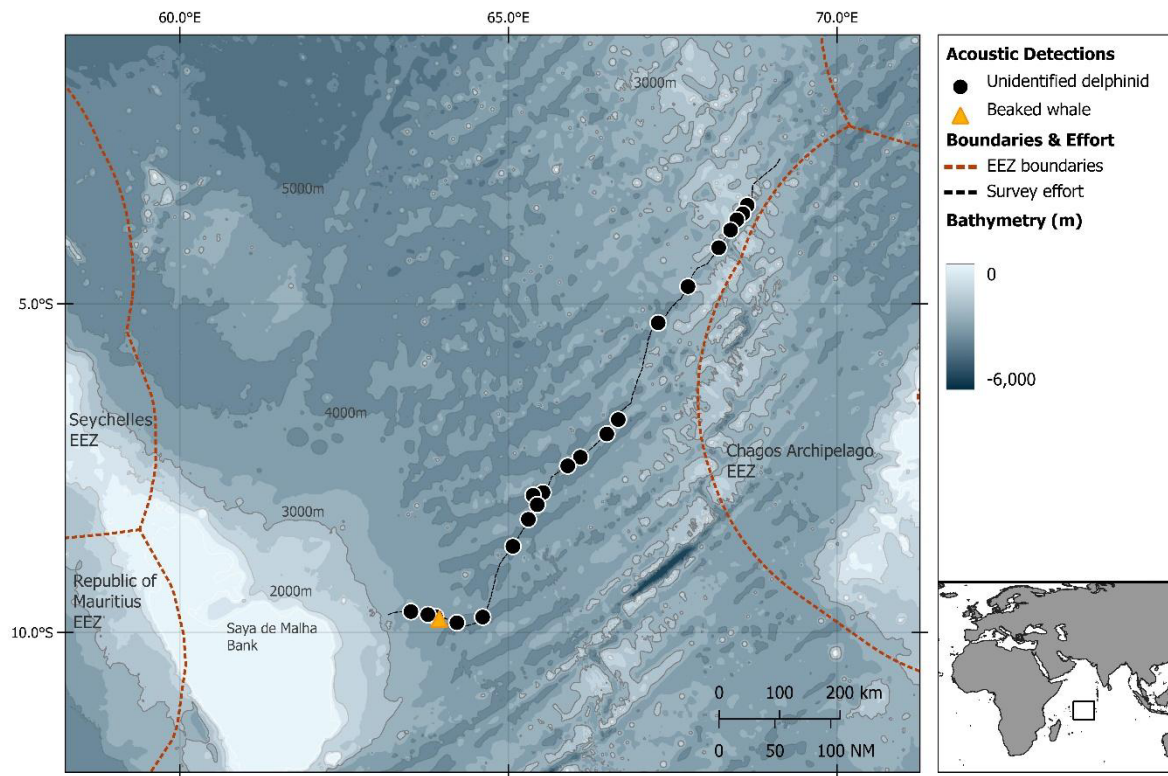 60.0°E
65.0°E
70.0°E
5.0°S
10.0°S
3000m
5000m
4000m
Seychelles
EEZ
Chagos Archipelago
EEZ
3000m
Republic of
Mauritius
EEZ
2000m
Saya de Malha
Bank
0 100 200 km
0 50 100 NM
Acoustic Detections
Unidentified delphinid
Beaked whale
Boundaries & Effort
EEZ boundaries
Survey effort
Bathymetry (m)
0
-6,000